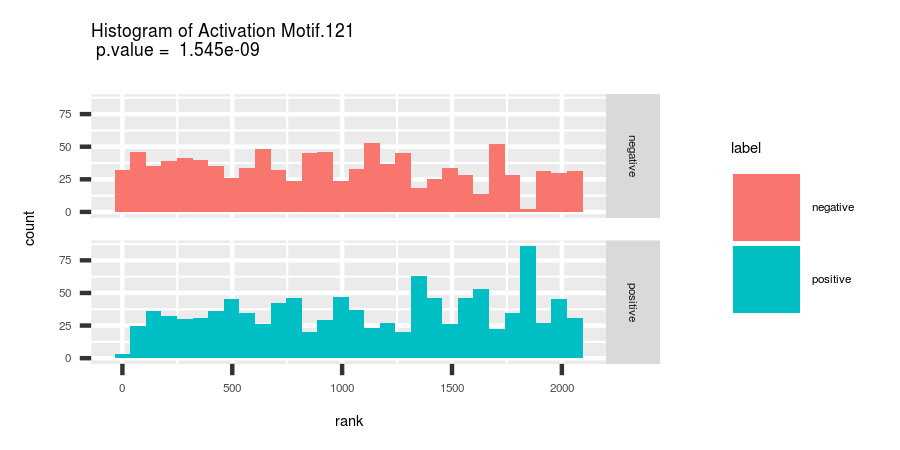 Histogram of Activation Motif.121
p.value = 1.545e-09
count
75
50
25
0
negative
75
50
25
0
positive
0 500 1000 1500 2000
rank
label
negative
positive